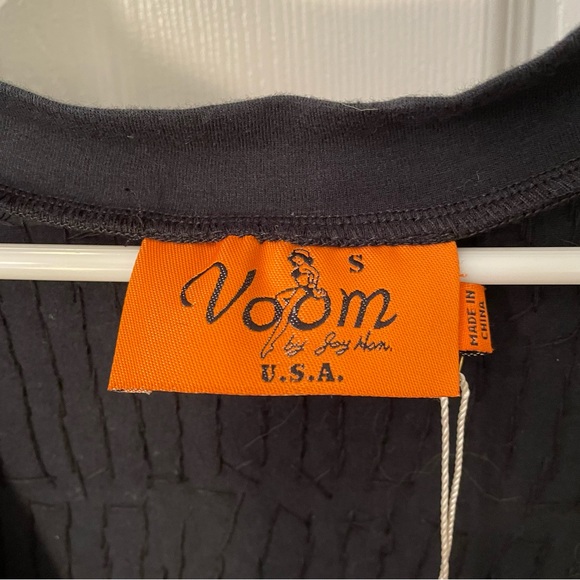 S
Voom
by Joy Han.
U.S.A.
MADE IN
CHINA